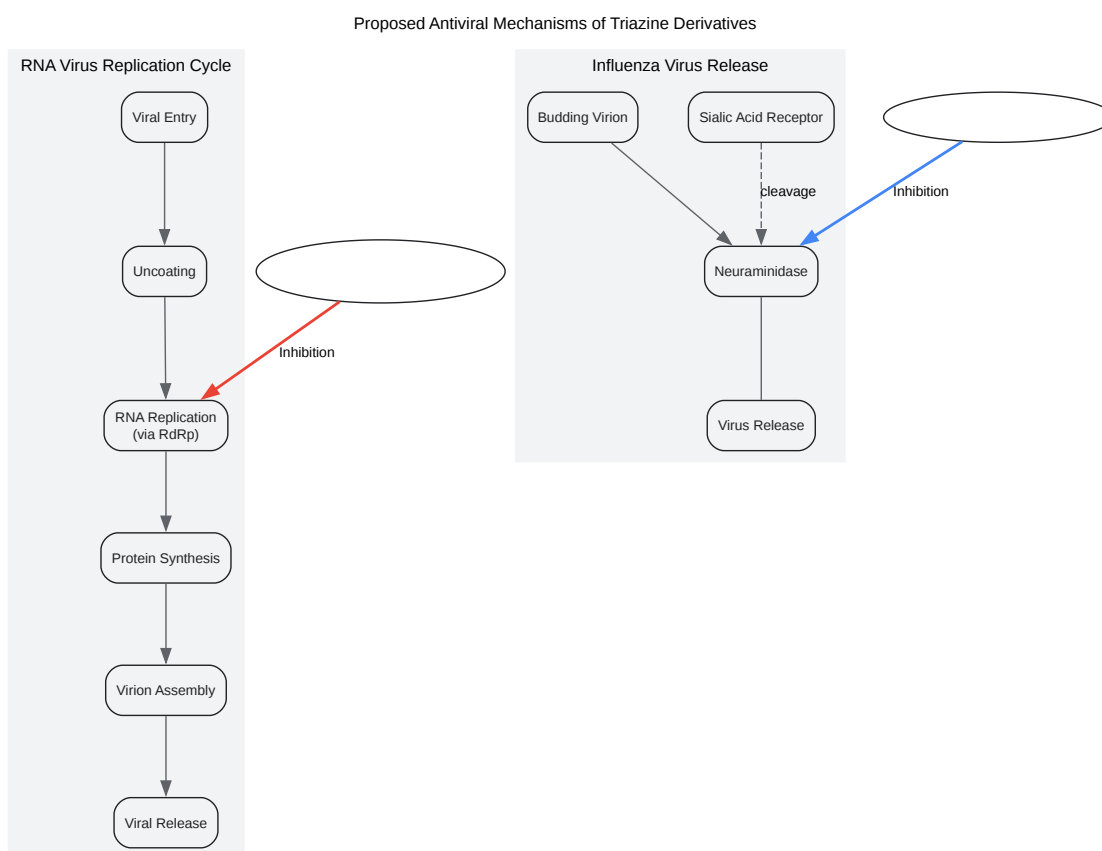 Proposed Antiviral Mechanisms of Triazine Derivatives
RNA Virus Replication Cycle
Viral Entry
Uncoating
Inhibition
RNA Replication
(via RdRp)
Protein Synthesis
Virion Assembly
Viral Release
Influenza Virus Release
Budding Virion
Sialic Acid Receptor
cleavage
Inhibition
Neuraminidase
Virus Release